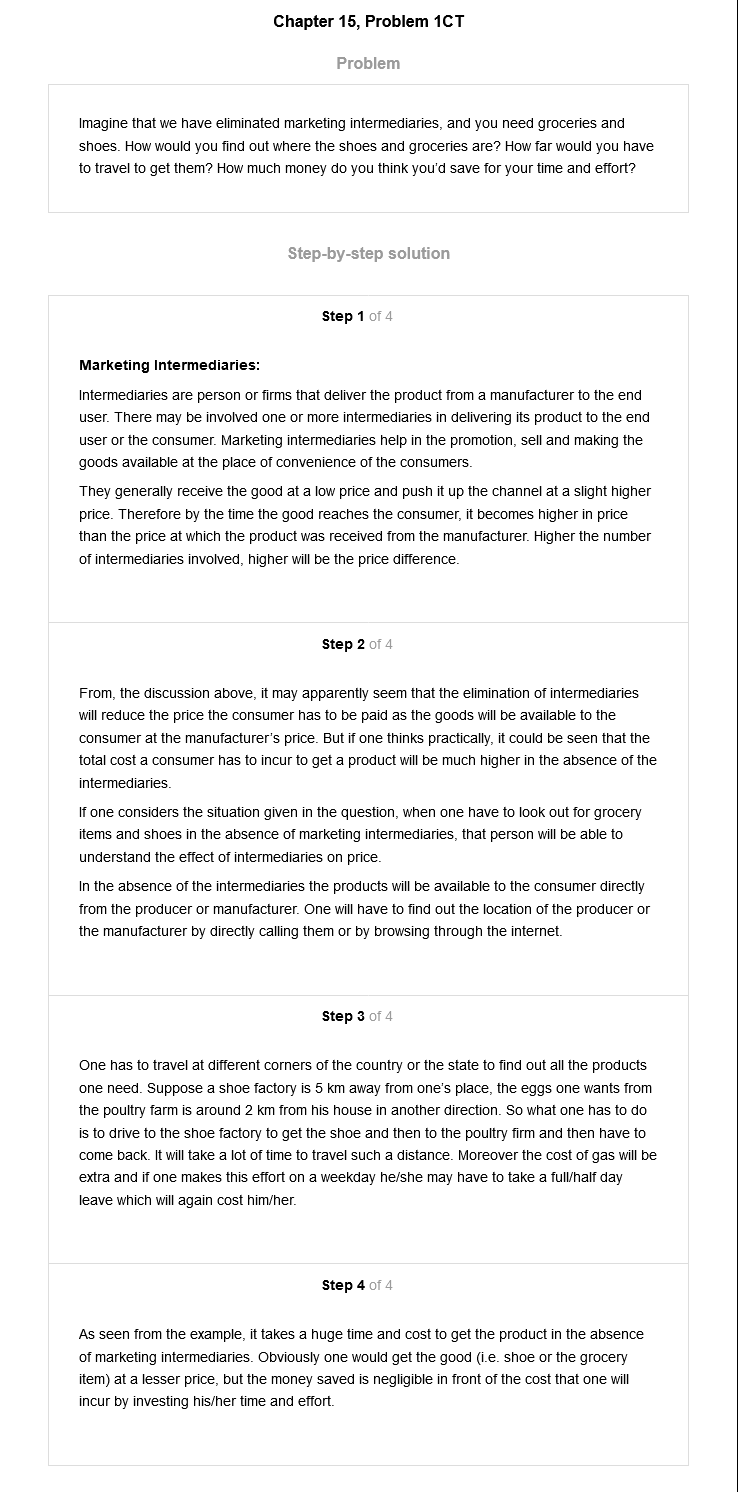 Chapter 15, Problem 1CT
Problem
Imagine that we have eliminated marketing intermediaries, and you need groceries and
shoes. How would you find out where the shoes and groceries are? How far would you have
to travel to get them? How much money do you think you'd save for your time and effort?
Step-by-step solution
Step 1 of 4
Marketing Intermediaries:
Intermediaries are person or firms that deliver the product from a manufacturer to the end
user. There may be involved one or more intermediaries in delivering its product to the end
user or the consumer. Marketing intermediaries help in the promotion, sell and making the
goods available at the place of convenience of the consumers.
They generally receive the good at a low price and push it up the channel at a slight higher
price. Therefore by the time the good reaches the consumer, it becomes higher in price
than the price at which the product was received from the manufacturer. Higher the number
of intermediaries involved, higher will be the price difference.
Step 2 of 4
From, the discussion above, it may apparently seem that the elimination of intermediaries
will reduce the price the consumer has to be paid as the goods will be available to the
consumer at the manufacturer's price. But if one thinks practically, it could be seen that the
total cost a consumer has to incur to get a product will be much higher in the absence of the
intermediaries.
If one considers the situation given in the question, when one have to look out for grocery
items and shoes in the absence of marketing intermediaries, that person will be able to
understand the effect of intermediaries on price.
In the absence of the intermediaries the products will be available to the consumer directly
from the producer or manufacturer. One will have to find out the location of the producer or
the manufacturer by directly calling them or by browsing through the internet.
Step 3 of 4
One has to travel at different corners of the country or the state to find out all the products
one need. Suppose a shoe factory is 5 km away from one's place, the eggs one wants from
the poultry farm is around 2 km from his house in another direction. So what one has to do
is to drive to the shoe factory to get the shoe and then to the poultry firm and then have to
come back. It will take a lot of time to travel such a distance. Moreover the cost of gas will be
extra and if one makes this effort on a weekday he/she may have to take a full/half day
leave which will again cost him/her.
Step 4 of 4
As seen from the example, it takes a huge time and cost to get the product in the absence
of marketing intermediaries. Obviously one would get the good (i.e. shoe or the grocery
item) at a lesser price, but the money saved is negligible in front of the cost that one will
incur by investing his/her time and effort.